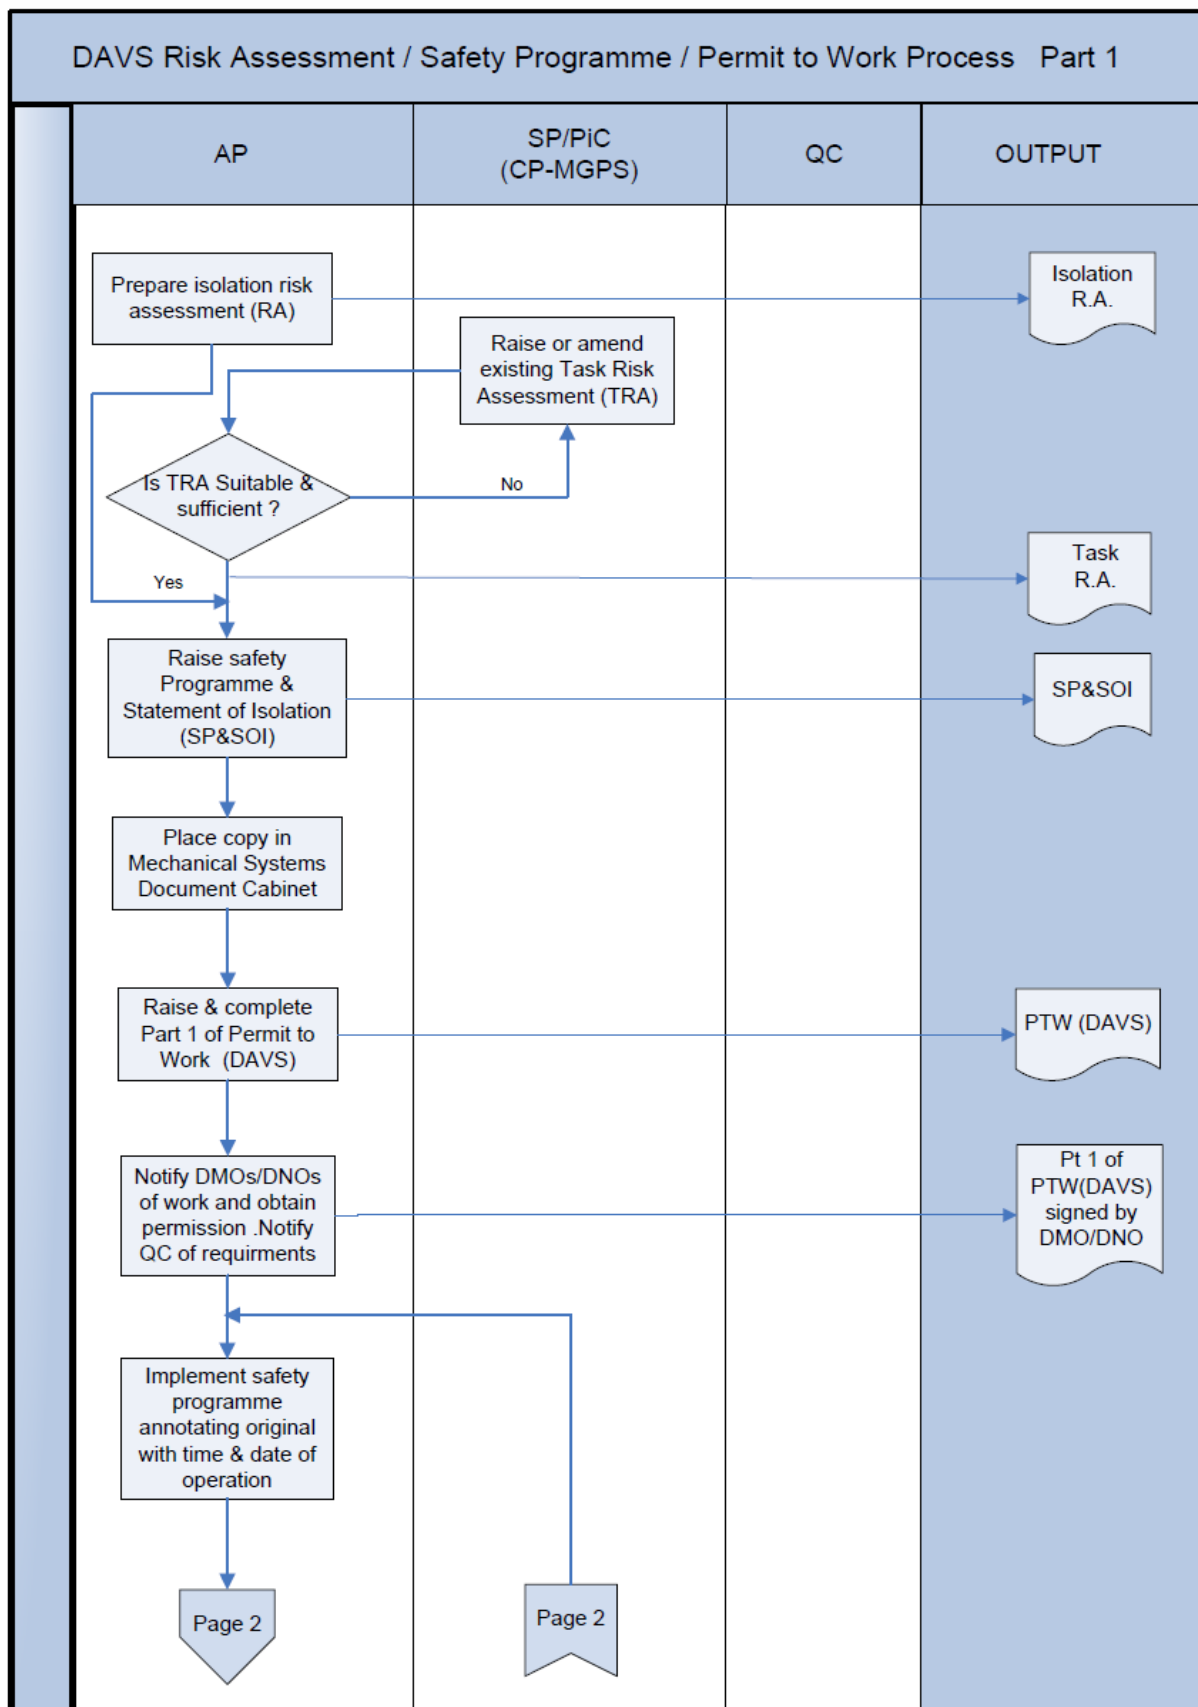 DAVS Risk Assessment / Safety Programme / Permit to Work Process Part 1
AP
SP/PiC
(CP-MGPS)
QC
OUTPUT
Prepare isolation risk
assessment (RA)
Isolation
R.A.
Raise or amend
existing Task Risk
Assessment (TRA)
Is TRA Suitable &
sufficient ?
No
Yes
Task
R.A.
Raise safety
Programme &
Statement of Isolation
(SP&SOI)
SP&SOI
Place copy in
Mechanical Systems
Document Cabinet
Raise & complete
Part 1 of Permit to
Work (DAVS)
PTW (DAVS)
Notify DMOs/DNOs
of work and obtain
permission .Notify
QC of requirments
Pt 1 of
PTW(DAVS)
signed by
DMO/DNO
Implement safety
programme
annotating original
with time & date of
operation
Page 2
Page 2